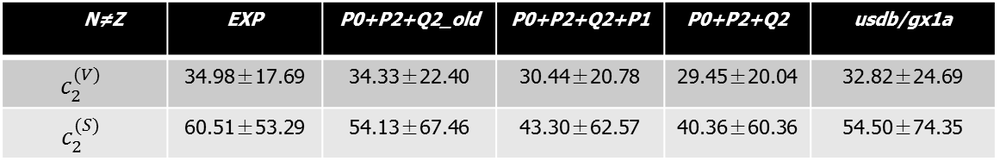 N≠Z EXP P0+P2+Q2_old P0+P2+Q2+P1 P0+P2+Q2 usdb/gx1a
c₂⁽ⱽ⁾ 34.98±17.69 34.33±22.40 30.44±20.78 29.45±20.04 32.82±24.69
c₂⁽ˢ⁾ 60.51±53.29 54.13±67.46 43.30±62.57 40.36±60.36 54.50±74.35